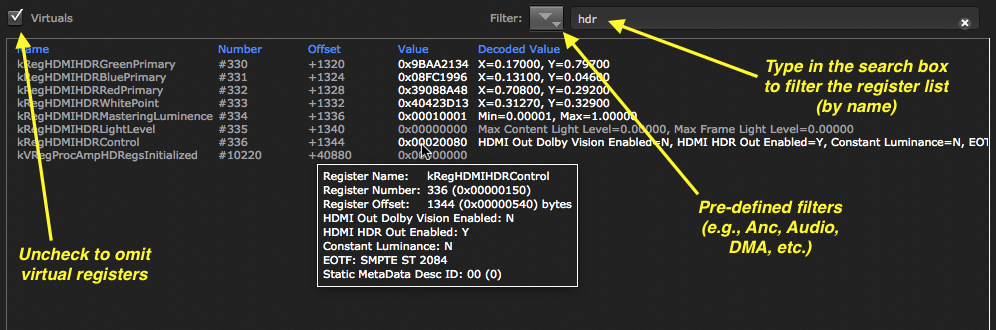 Virtuals
Filter:
hdr
Name Number Offset Value Decoded Value
kRegHDMIHDRGreenPrimary #330 +1320 0x9BAA2134 X=0.17000, Y=0.79700
kRegHDMIHDRBluePrimary #331 +1324 0x08FC1996 X=0.13100, Y=0.04600
kRegHDMIHDRRedPrimary #332 +1328 0x39088A48 X=0.70800, Y=0.29200
kRegHDMIHDRWhitePoint #333 +1332 0x40423D13 X=0.31270, Y=0.32900
kRegHDMIHDRMasteringLuminence #334 +1336 0x00010001 Min=0.00001, Max=1.00000
kRegHDMIHDRLightLevel #335 +1340 0x00000000 Max Content Light Level=0.00000, Max Frame Light Level=0.00000
kRegHDMIHDRControl #336 +1344 0x00020080 HDMI Out Dolby Vision Enabled=N, HDMI HDR Out Enabled=Y, Constant Luminance=N, EOT
kVRegProcAmpHDRegsInitialized #10220 +40880 0x00000000
Register Name: kRegHDMIHDRControl
Register Number: 336 (0x00000150)
Register Offset: 1344 (0x00000540) bytes
HDMI Out Dolby Vision Enabled: N
HDMI HDR Out Enabled: Y
Constant Luminance: N
EOTF: SMPTE ST 2084
Static MetaData Desc ID: 00 (0)
Type in the search box
to filter the register list
(by name)
Pre-defined filters
(e.g., Anc, Audio,
DMA, etc.)
Uncheck to omit
virtual registers